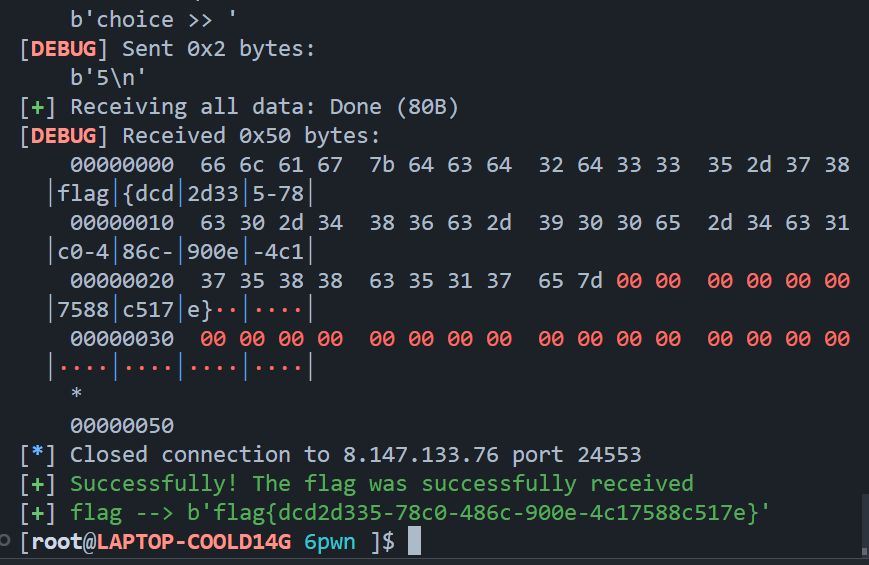 b'choice >> '
[DEBUG] Sent 0x2 bytes:
b'5\n'
[+] Receiving all data: Done (80B)
[DEBUG] Received 0x50 bytes:
00000000  66 6c 61 67  7b 64 63 64  32 64 33 33  35 2d 37 38
│flag│{dcd│2d33│5-78│
00000010  63 30 2d 34  38 36 63 2d  39 30 30 65  2d 34 63 31
│c0-4│86c-│900e│-4c1│
00000020  37 35 38 38  63 35 31 37  65 7d 00 00  00 00 00 00
│7588│c517│e}··│····│
00000030  00 00 00 00  00 00 00 00  00 00 00 00  00 00 00 00
│····│····│····│····│
*
00000050
[*] Closed connection to 8.147.133.76 port 24553
[+] Successfully! The flag was successfully received
[+] flag --> b'flag{dcd2d335-78c0-486c-900e-4c17588c517e}'
[root@LAPTOP-COOLD14G 6pwn ]$